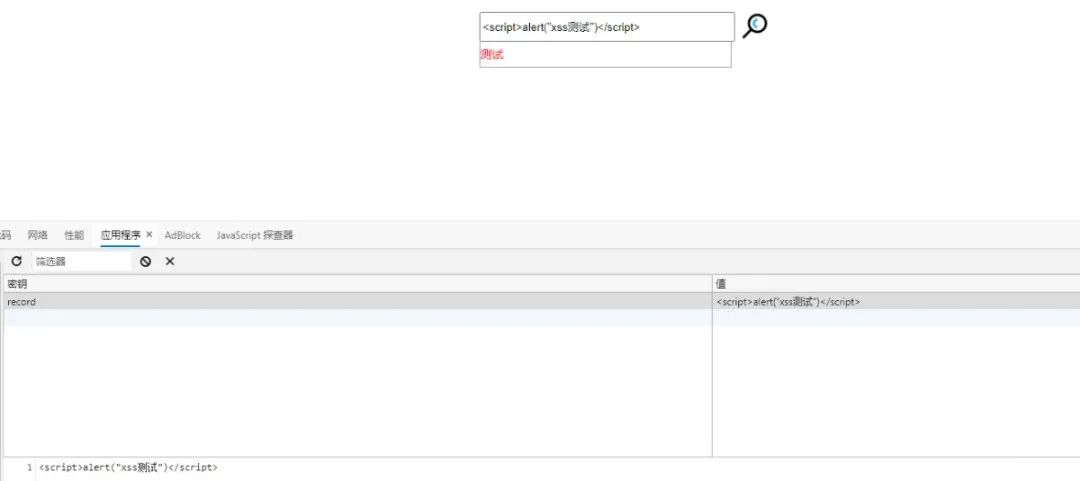 <script>alert("xss测试")</script>
测试
网络 性能 应用程序 × AdBlock JavaScript 探查器
筛选器
密钥 值
record <script>alert("xss测试")</script>
1 <script>alert("xss测试")</script>